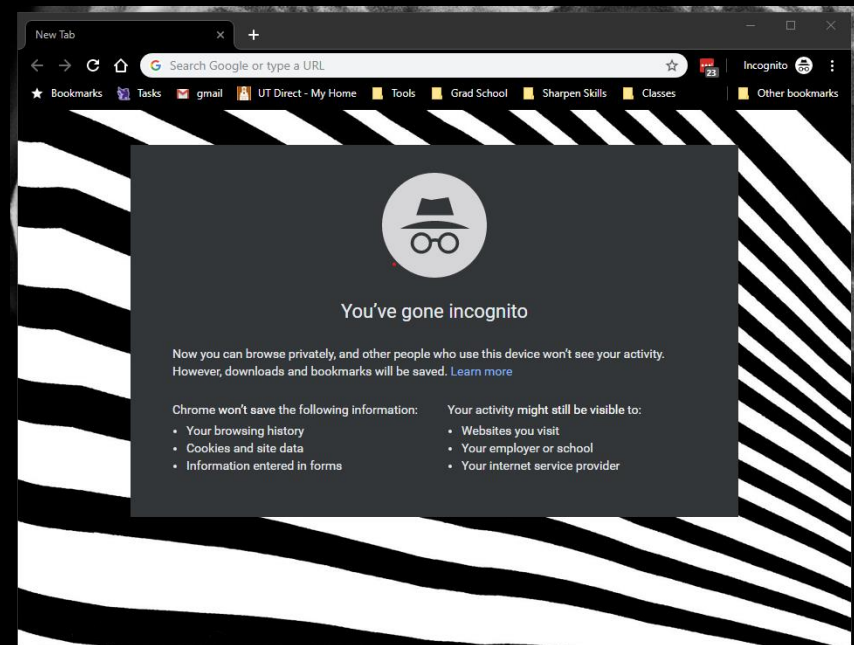 New Tab
Search Google or type a URL
23
Incognito
Bookmarks Tasks gmail UT Direct - My Home Tools Grad School Sharpen Skills Classes Other bookmarks
You've gone incognito
Now you can browse privately, and other people who use this device won't see your activity.
However, downloads and bookmarks will be saved. Learn more
Chrome won't save the following information:
• Your browsing history
• Cookies and site data
• Information entered in forms
Your activity might still be visible to:
• Websites you visit
• Your employer or school
• Your internet service provider